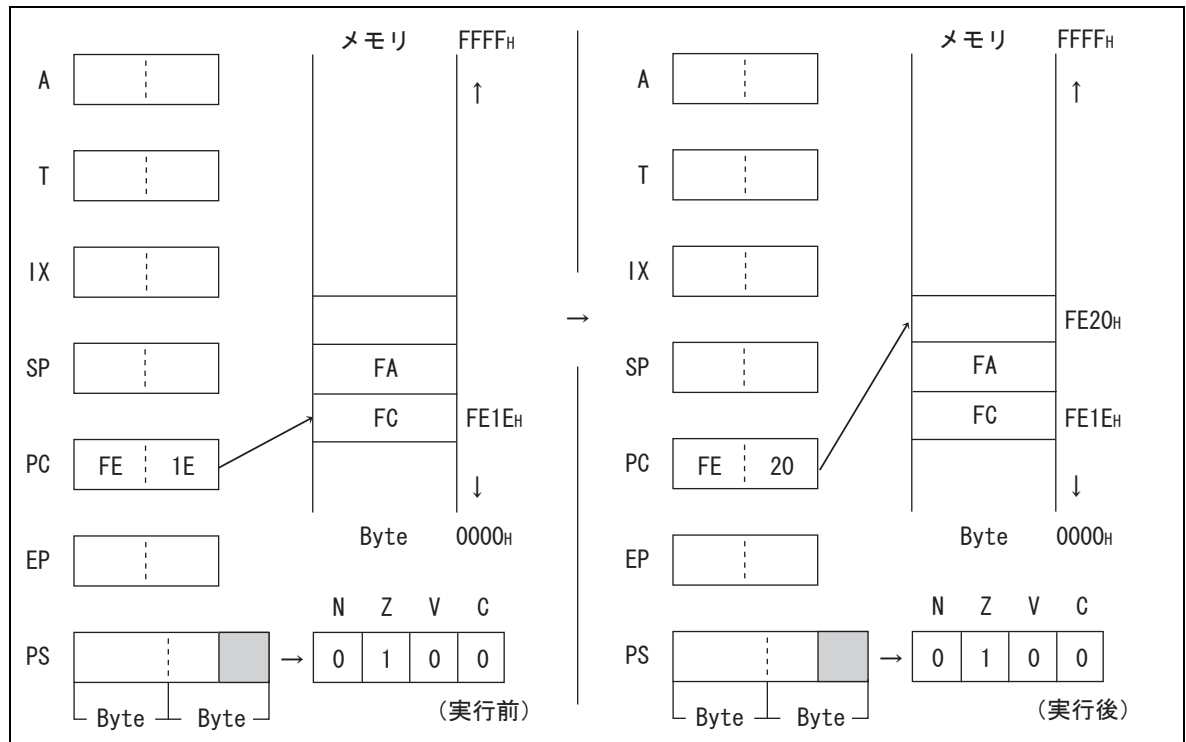 メモリ FFFFH
A
↑
T
IX
SP
FA
FC FE1EH
PC FE 1E
↓
Byte 0000H
EP
N Z V C
PS → 0 1 0 0
Byte Byte (実行前)
→
メモリ FFFFH
A
↑
T
IX
FE20H
SP
FA
FC FE1EH
PC FE 20
↓
Byte 0000H
EP
N Z V C
PS → 0 1 0 0
Byte Byte (実行後)